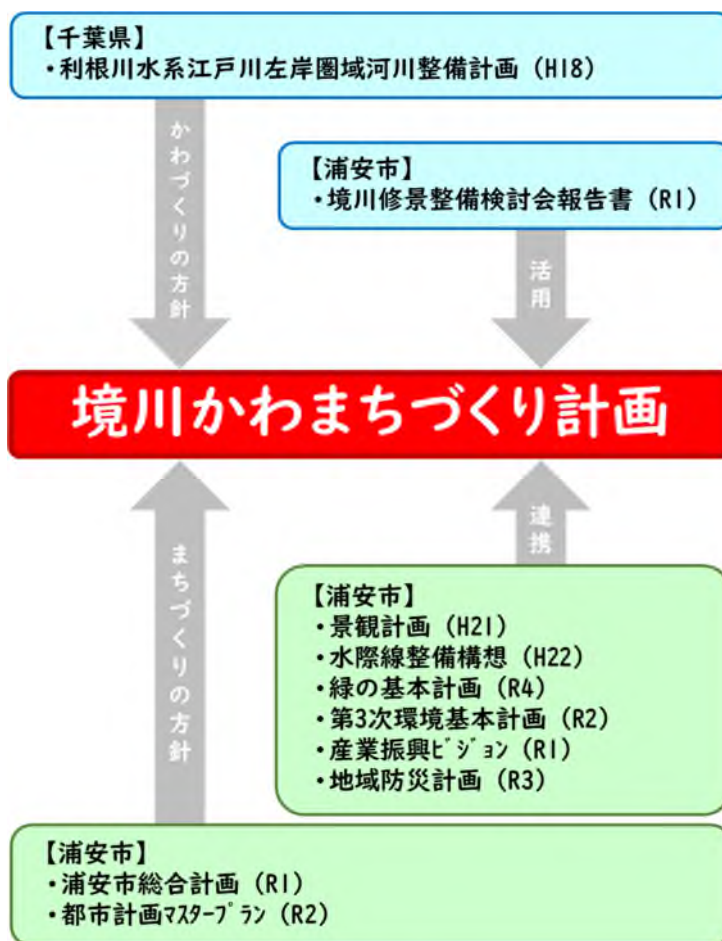 【千葉県】
・利根川水系江戸川左岸圏域河川整備計画（H18）
かわづくりの方針
【浦安市】
・境川修景整備検討会報告書（R1）
活用
境川かわまちづくり計画
まちづくりの方針
連携
【浦安市】
・景観計画（H21）
・水際線整備構想（H22）
・緑の基本計画（R4）
・第3次環境基本計画（R2）
・産業振興ﾋﾞｼﾞｮﾝ（R1）
・地域防災計画（R3）
【浦安市】
・浦安市総合計画（R1）
・都市計画ﾏｽﾀｰﾌﾟﾗﾝ（R2）